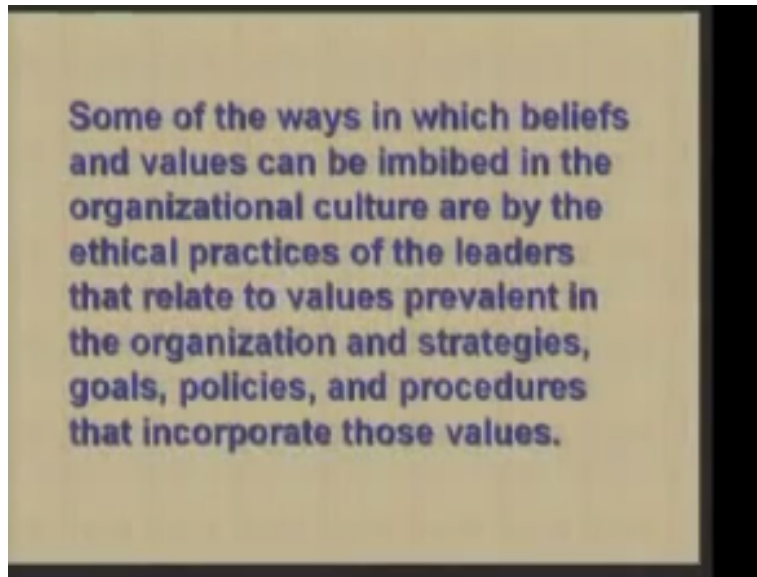 Some of the ways in which beliefs
and values can be imbibed in the
organizational culture are by the
ethical practices of the leaders
that relate to values prevalent in
the organization and strategies,
goals, policies, and procedures
that incorporate those values.